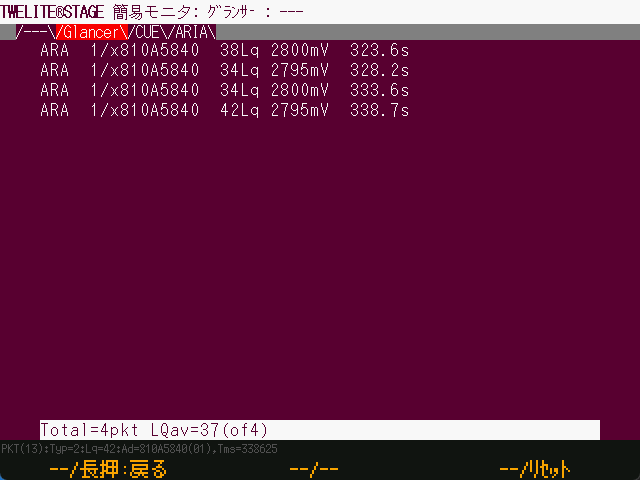 TWELITE®STAGE 簡易モニタ: グランサー : ---
/---\/Glancer\/CUE\/ARIA\
ARA 1/x810A5840 38Lq 2800mV 323.6s
ARA 1/x810A5840 34Lq 2795mV 328.2s
ARA 1/x810A5840 34Lq 2800mV 333.6s
ARA 1/x810A5840 42Lq 2795mV 338.7s
Total=4pkt LQav=37(of4)
PKT(13):Typ=2:Lq=42:Ad=810A5840(01),Tms=338625
--/長押:戻る --/-- --/リセット